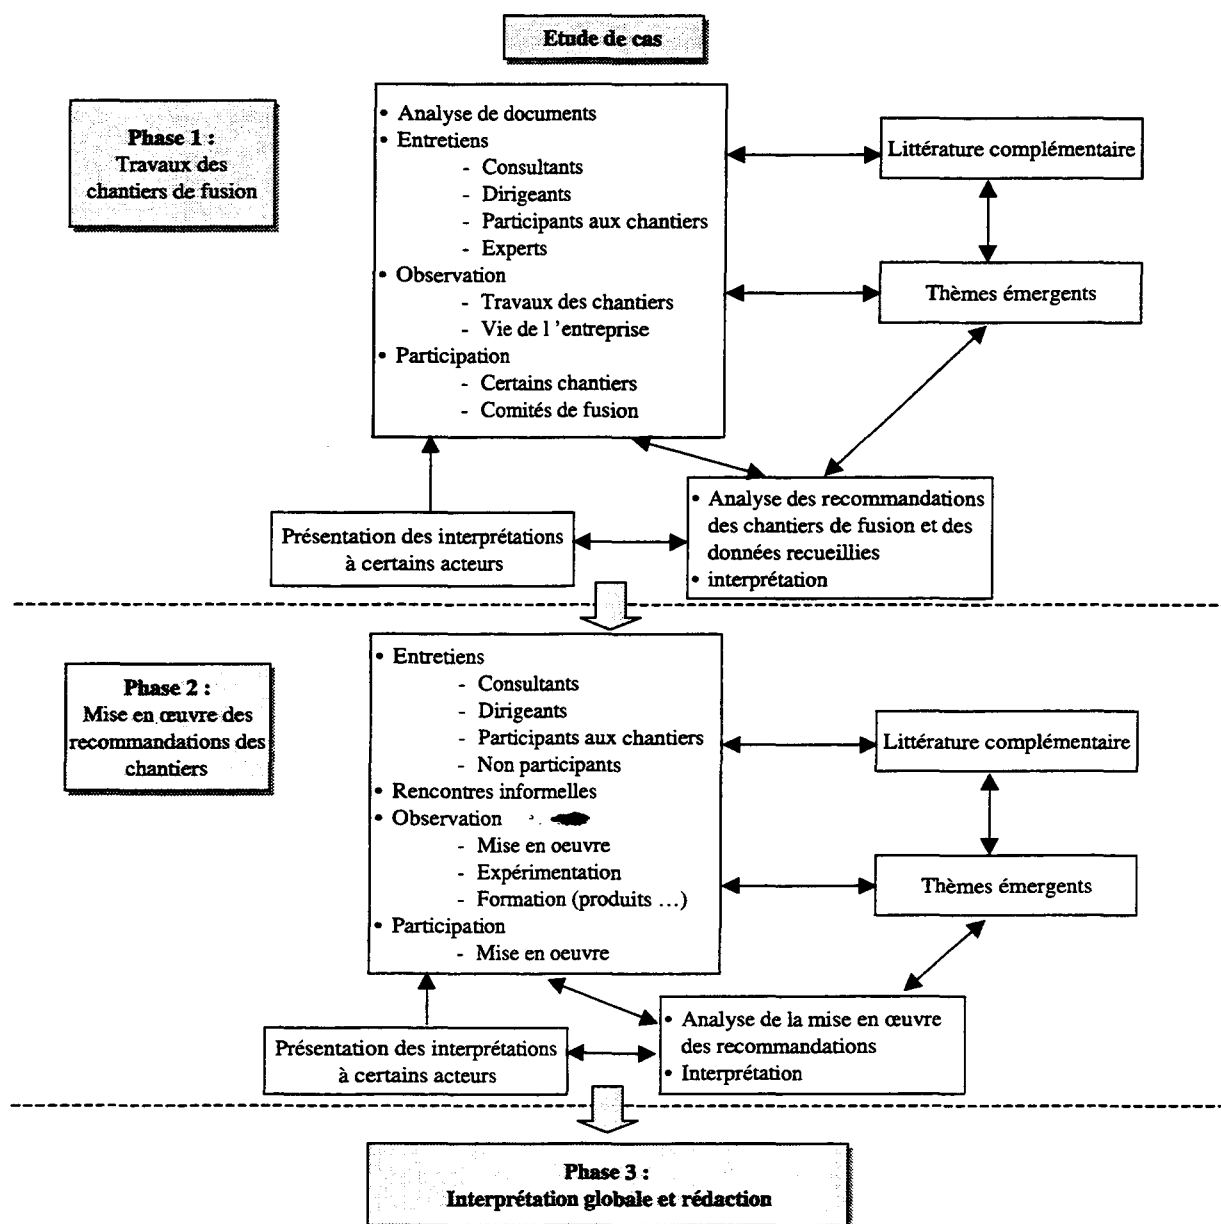 Etude de cas
Phase 1 :
Travaux des
chantiers de fusion
• Analyse de documents
• Entretiens
- Consultants
- Dirigeants
- Participants aux chantiers
- Experts
• Observation
- Travaux des chantiers
- Vie de l 'entreprise
• Participation
- Certains chantiers
- Comités de fusion
Littérature complémentaire
Thèmes émergents
Présentation des interprétations
à certains acteurs
• Analyse des recommandations
des chantiers de fusion et des
données recueillies
• interprétation
Phase 2 :
Mise en œuvre des
recommandations des
chantiers
• Entretiens
- Consultants
- Dirigeants
- Participants aux chantiers
- Non participants
• Rencontres informelles
• Observation
- Mise en oeuvre
- Expérimentation
- Formation (produits ...)
• Participation
- Mise en oeuvre
Littérature complémentaire
Thèmes émergents
Présentation des interprétations
à certains acteurs
• Analyse de la mise en œuvre
des recommandations
• Interprétation
Phase 3 :
Interprétation globale et rédaction